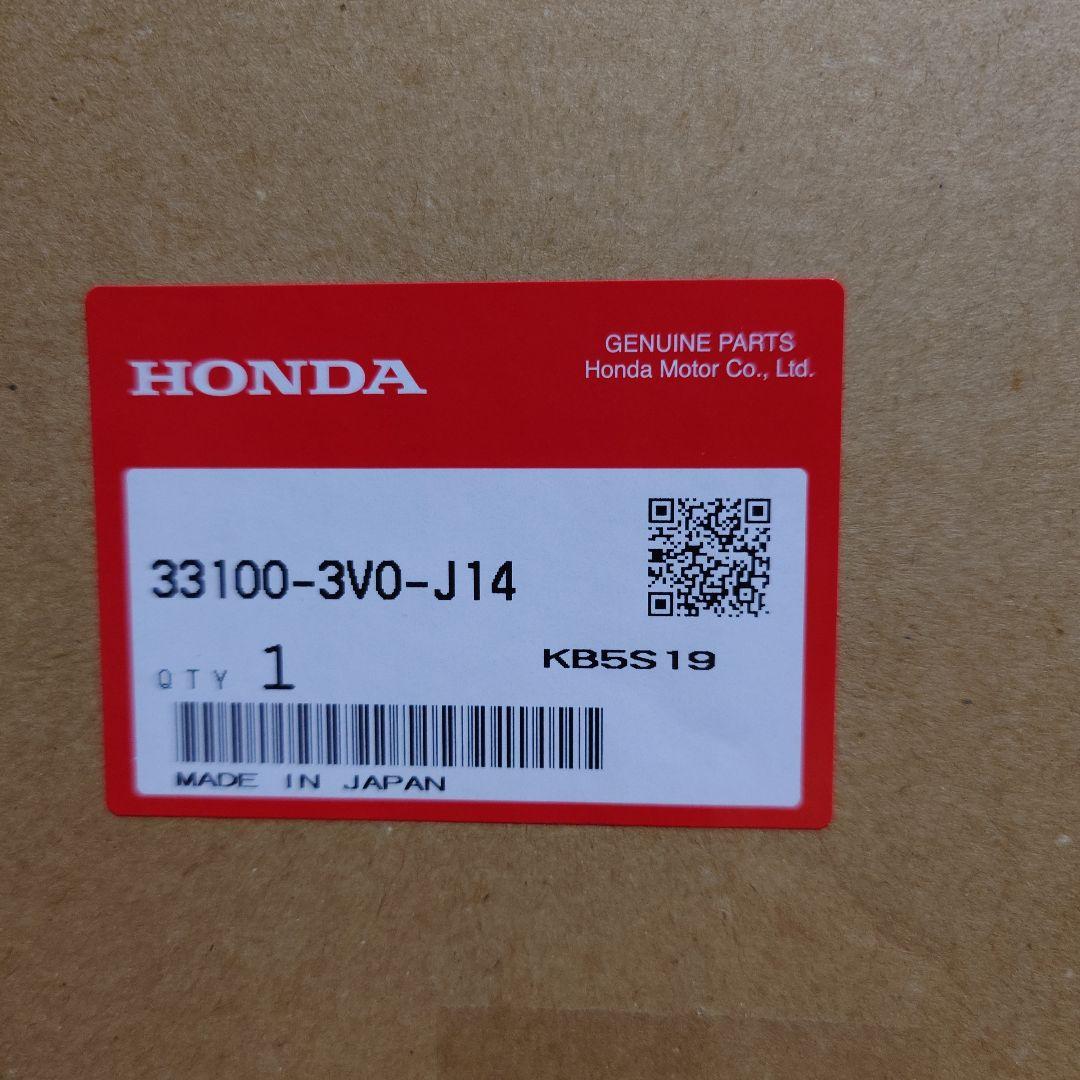 HONDA
GENUINE PARTS
Honda Motor Co., Ltd.
33100-3V0-J14
QTY 1
KB5S19
MADE IN JAPAN